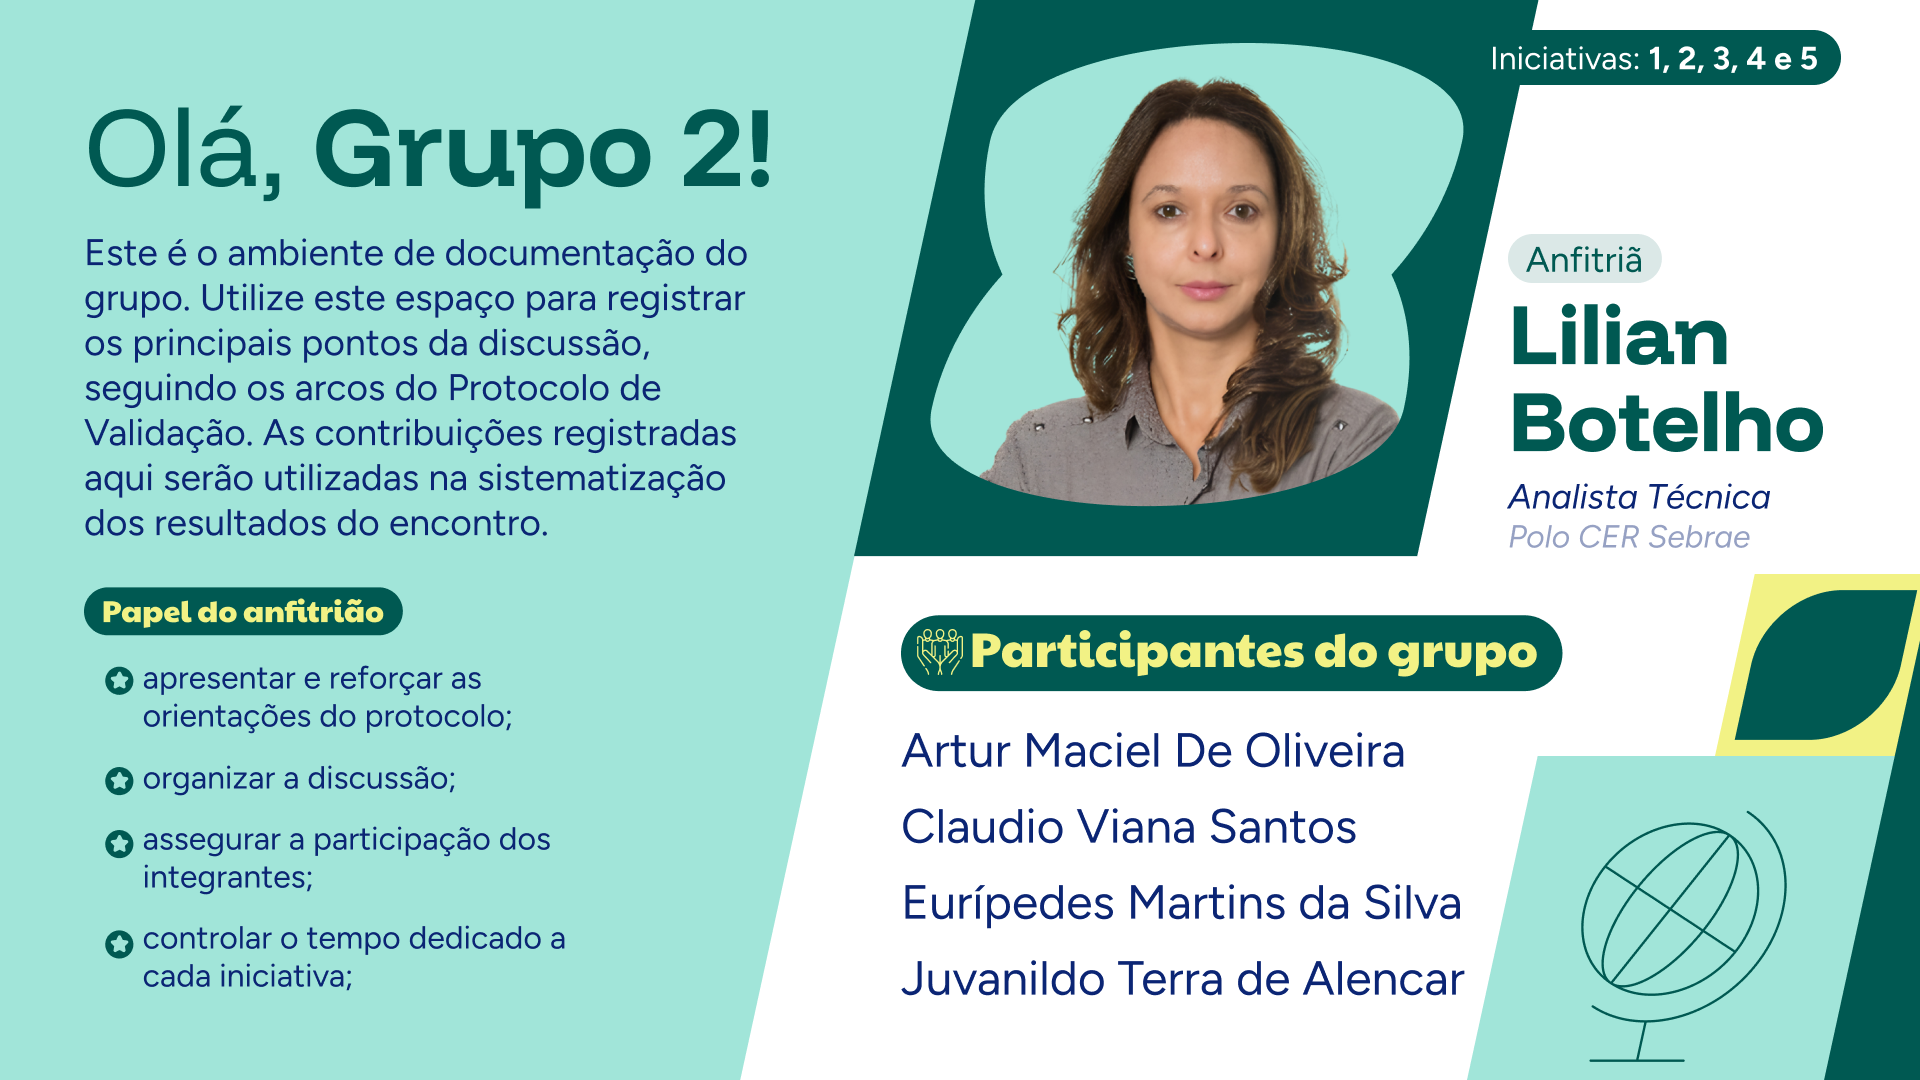 Olá, Grupo 2!
Este é o ambiente de documentação do
grupo. Utilize este espaço para registrar
os principais pontos da discussão,
seguindo os arcos do Protocolo de
Validação. As contribuições registradas
aqui serão utilizadas na sistematização
dos resultados do encontro.
Papel do anfitrião
apresentar e reforçar as
orientações do protocolo;
organizar a discussão;
assegurar a participação dos
integrantes;
controlar o tempo dedicado a
cada iniciativa;
Iniciativas: 1, 2, 3, 4 e 5
Anfitriã
Lilian
Botelho
Analista Técnica
Polo CER Sebrae
Participantes do grupo
Artur Maciel De Oliveira
Claudio Viana Santos
Eurípedes Martins da Silva
Juvanildo Terra de Alencar